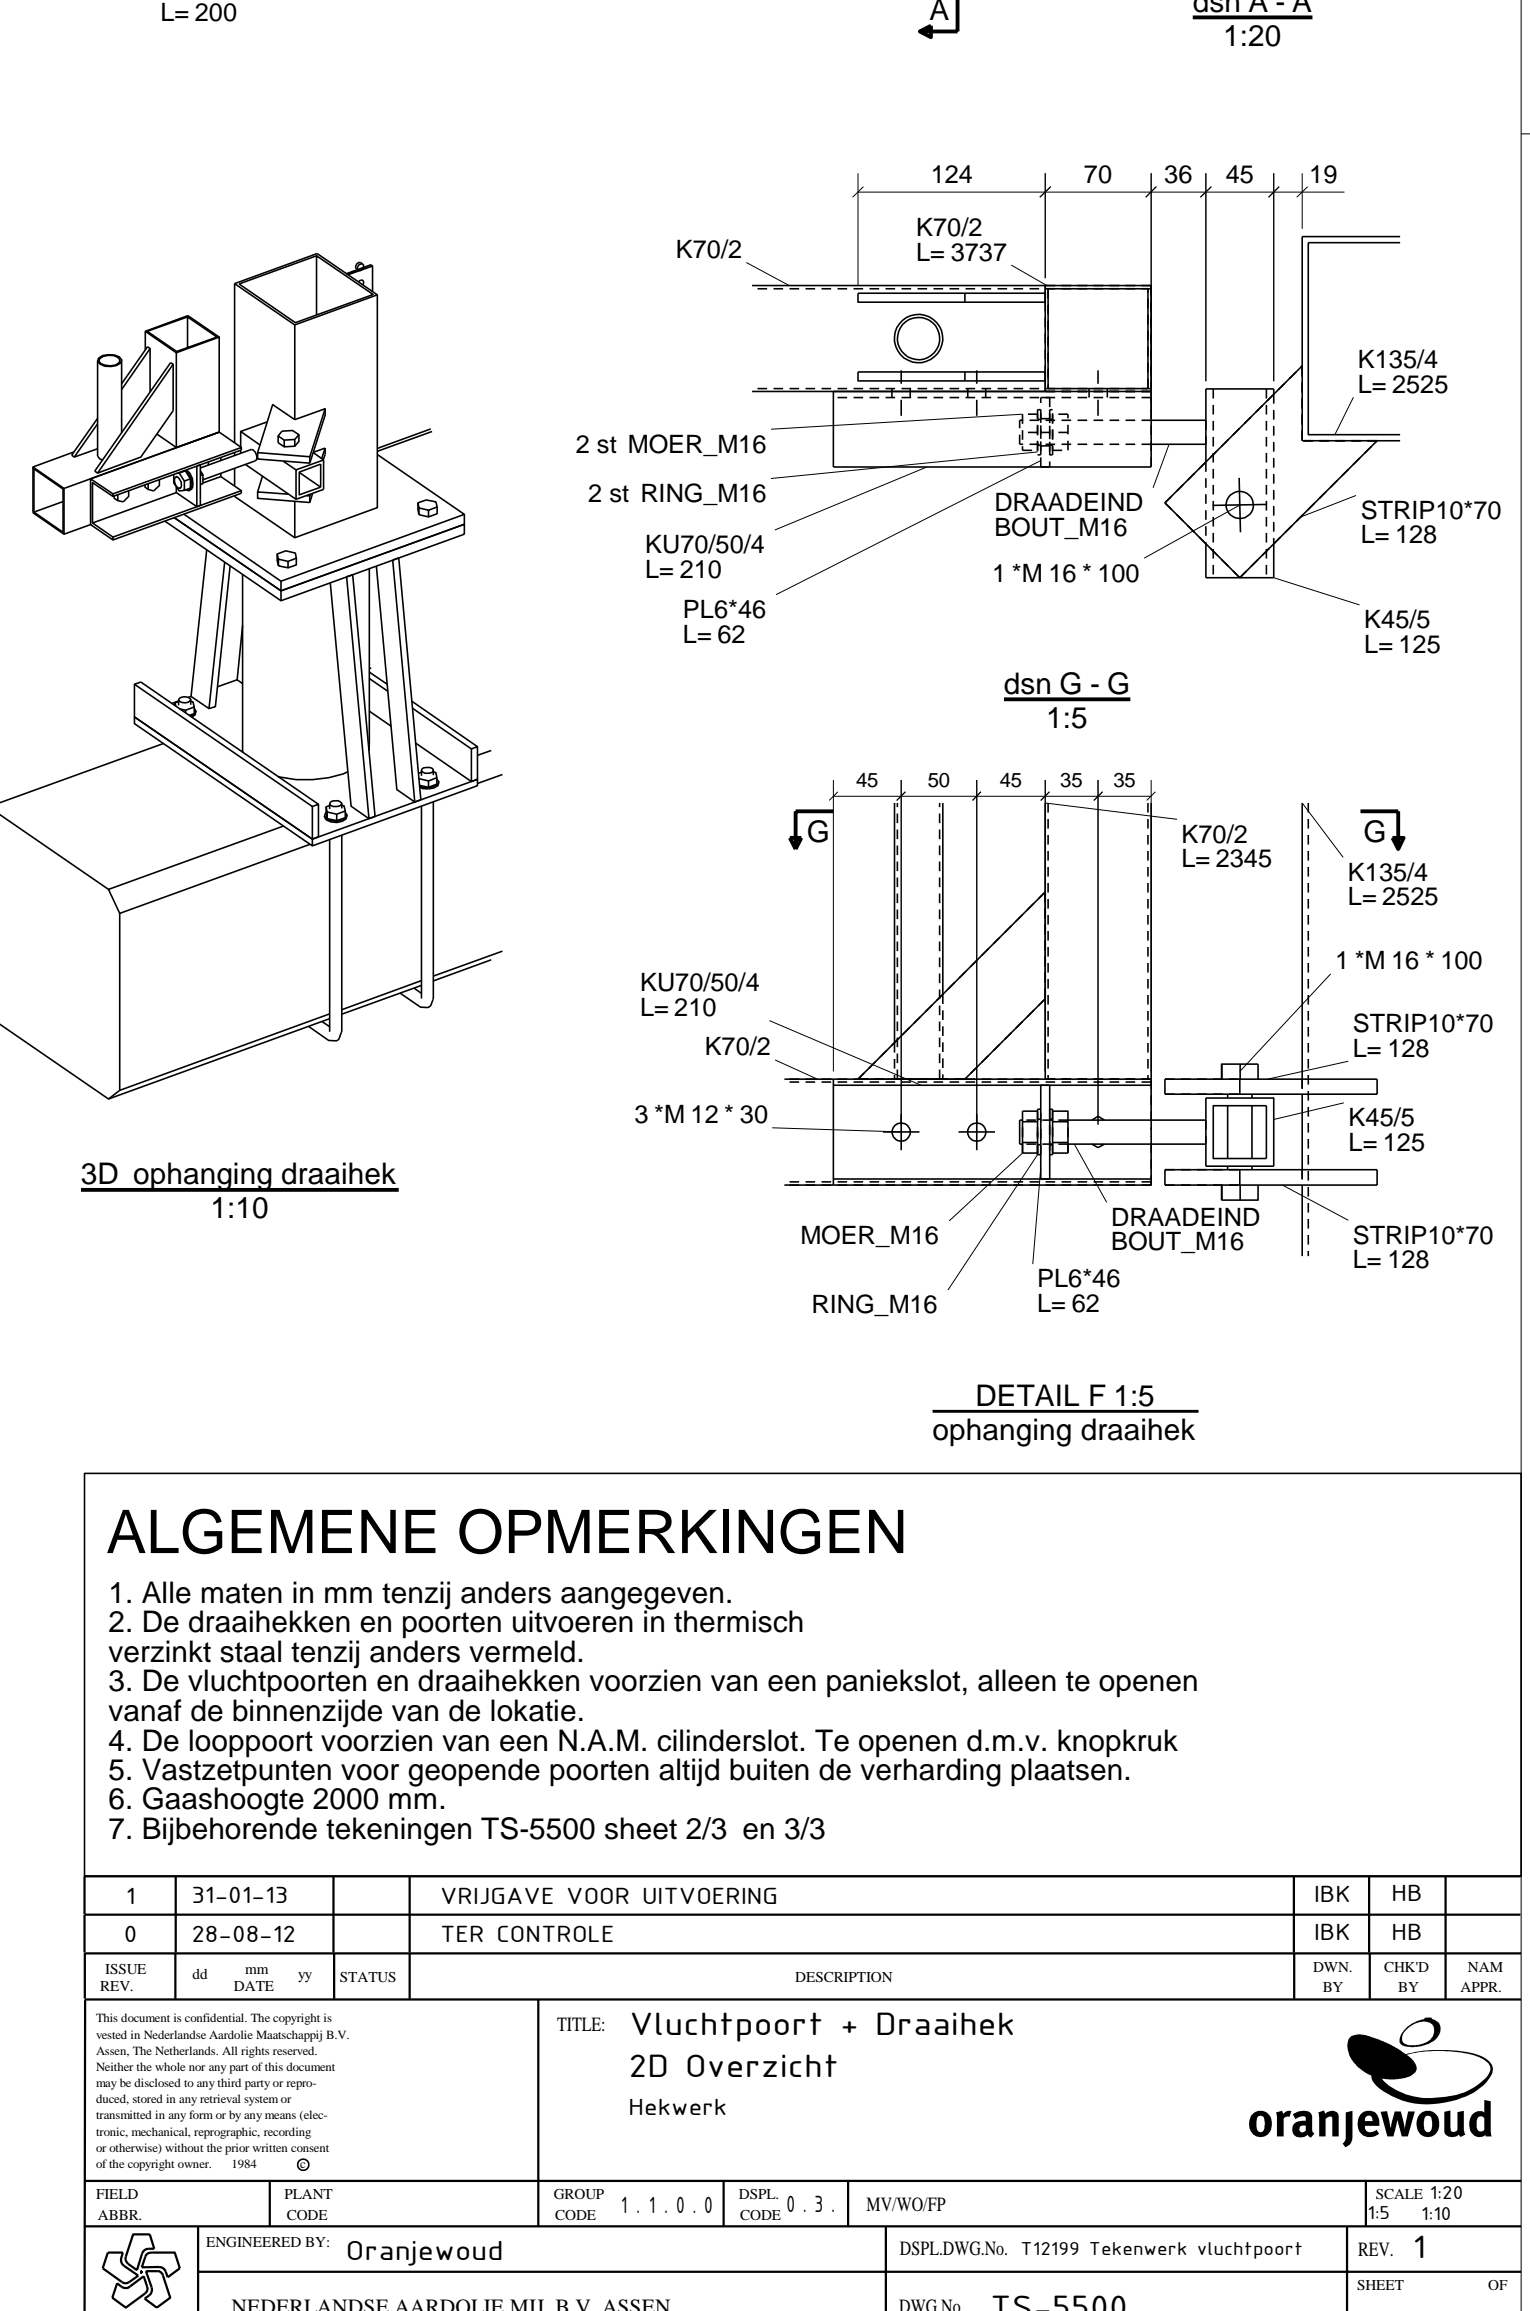 L= 200
A
dsn A - A
1:20
124
70
36
45
19
K70/2
K70/2
L= 3737
K135/4
L= 2525
2 st MOER_M16
2 st RING_M16
DRAADEIND
BOUT_M16
STRIP10*70
L= 128
KU70/50/4
L= 210
1 *M 16 * 100
PL6*46
L= 62
K45/5
L= 125
dsn G - G
1:5
45
50
45
35
35
G
G
K70/2
L= 2345
K135/4
L= 2525
1 *M 16 * 100
KU70/50/4
L= 210
STRIP10*70
L= 128
K70/2
3 *M 12 * 30
K45/5
L= 125
3D ophanging draaihek
1:10
MOER_M16
DRAADEIND
BOUT_M16
STRIP10*70
L= 128
RING_M16
PL6*46
L= 62
DETAIL F 1:5
ophanging draaihek
ALGEMENE OPMERKINGEN
1. Alle maten in mm tenzij anders aangegeven.
2. De draaihekken en poorten uitvoeren in thermisch
verzinkt staal tenzij anders vermeld.
3. De vluchtpoorten en draaihekken voorzien van een paniekslot, alleen te openen
vanaf de binnenzijde van de lokatie.
4. De looppoort voorzien van een N.A.M. cilinderslot. Te openen d.m.v. knopkruk
5. Vastzetpunten voor geopende poorten altijd buiten de verharding plaatsen.
6. Gaashoogte 2000 mm.
7. Bijbehorende tekeningen TS-5500 sheet 2/3 en 3/3
1 31-01-13 VRIJGAVE VOOR UITVOERING IBK HB
0 28-08-12 TER CONTROLE IBK HB
ISSUE REV. dd mm yy DATE STATUS DESCRIPTION DWN. BY CHK'D BY NAM APPR.
This document is confidential. The copyright is
vested in Nederlandse Aardolie Maatschappij B.V.
Assen, The Netherlands. All rights reserved.
Neither the whole nor any part of this document
may be disclosed to any third party or repro-
duced, stored in any retrieval system or
transmitted in any form or by any means (elec-
tronic, mechanical, reprographic, recording
or otherwise) without the prior written consent
of the copyright owner. 1984 ©
TITLE: Vluchtpoort + Draaihek
2D Overzicht
Hekwerk
oranjewoud
FIELD ABBR.
PLANT CODE
GROUP CODE 1.1.0.0
DSPL. CODE 0.3.
MV/WO/FP
SCALE 1:20
1:5 1:10
ENGINEERED BY: Oranjewoud
DSPL.DWG.No. T12199 Tekenwerk vluchtpoort
REV. 1
NEDERLANDSE AARDOLIE MIJ. B.V. ASSEN
DWG.No. TS-5500
SHEET OF